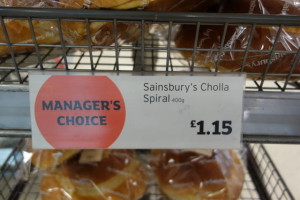 MANAGER'S
CHOICE
Sainsbury's Cholla
Spiral 400g
£1.15